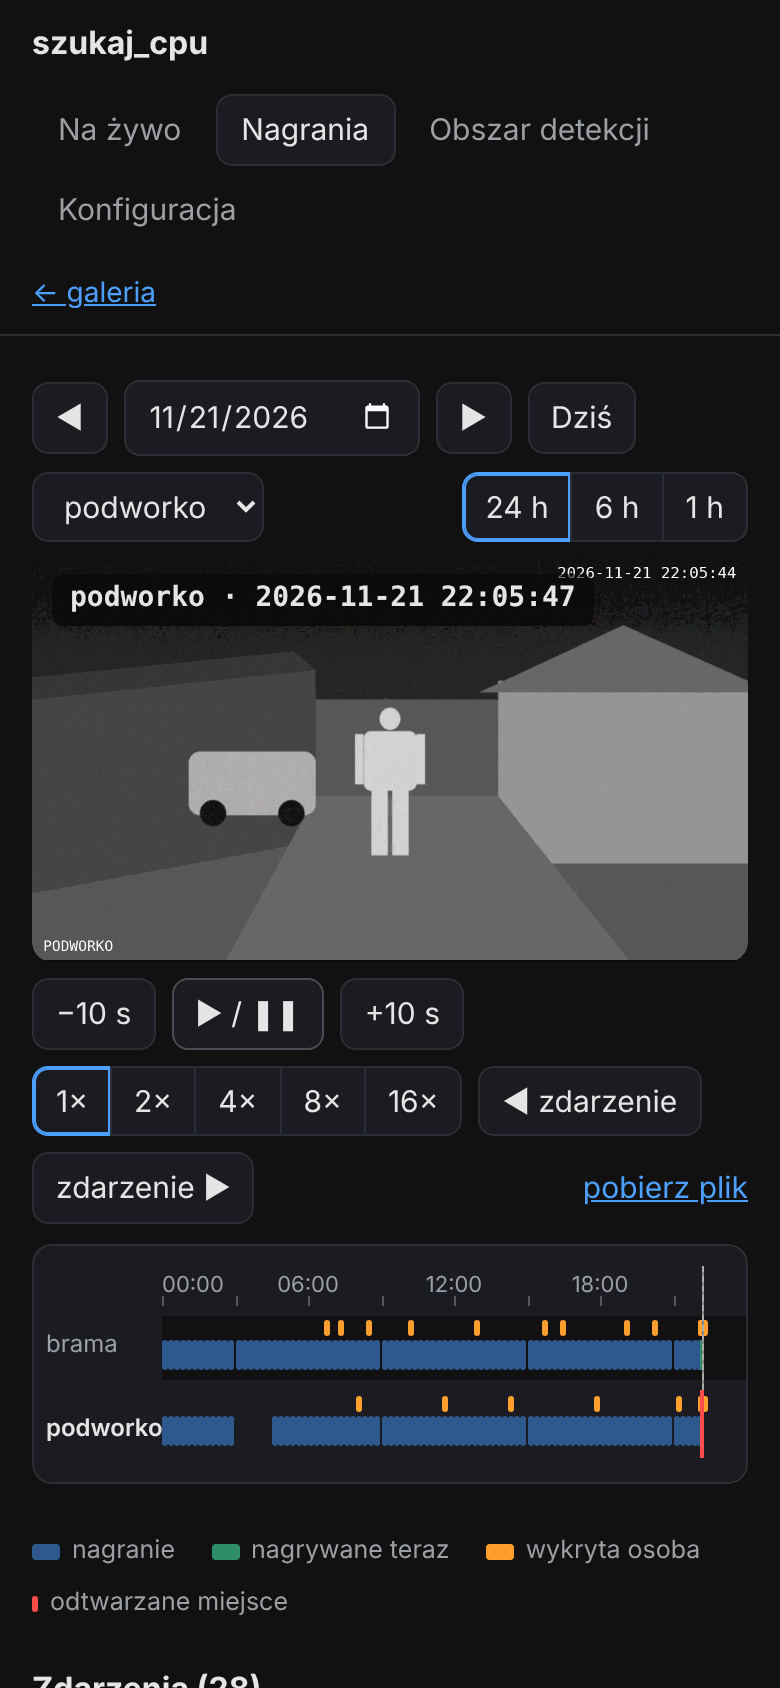 szukaj_cpu
Na żywo Nagrania Obszar detekcji
Konfiguracja
← galeria
◀ 11/21/2026 ▶ Dziś
podworko 24 h 6 h 1 h
2026-11-21 22:05:44
podworko · 2026-11-21 22:05:47
PODWORKO
−10 s ▶ / ❚❚ +10 s
1× 2× 4× 8× 16× ◀ zdarzenie
zdarzenie ▶ pobierz plik
00:00 06:00 12:00 18:00
brama
podworko
nagranie nagrywane teraz wykryta osoba
odtwarzane miejsce
Zdarzenia (28)